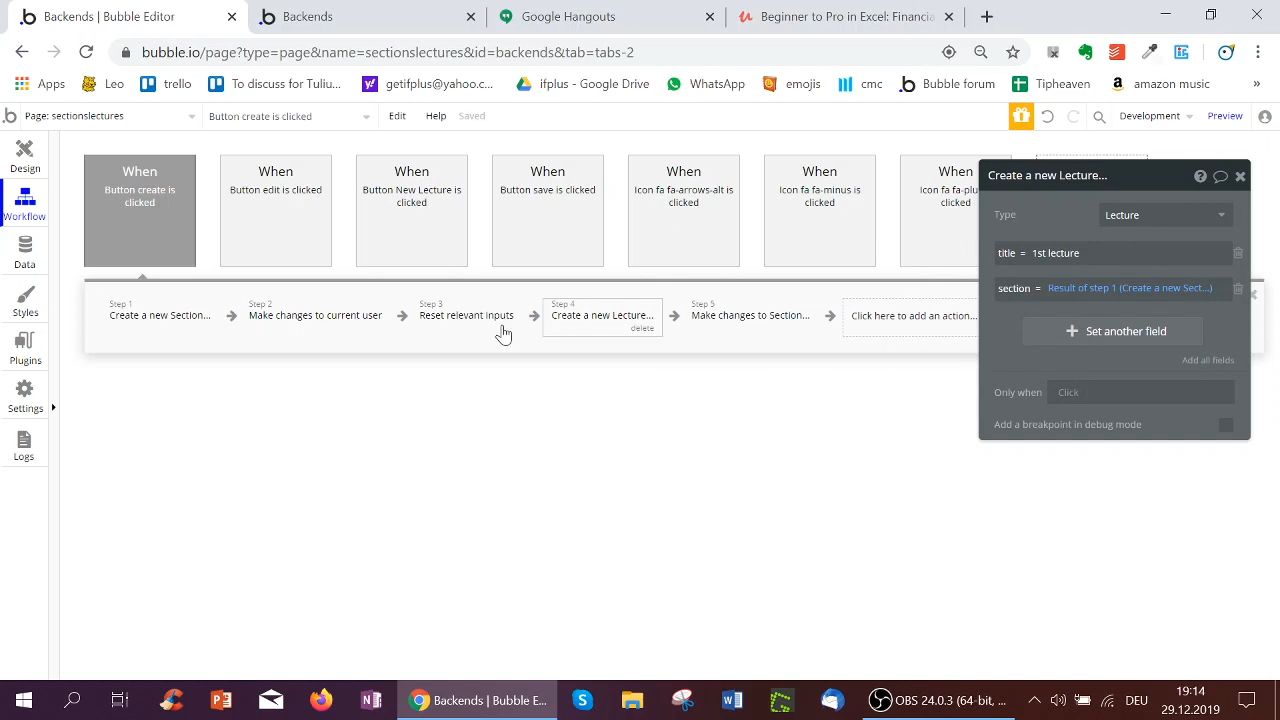 Backends | Bubble Editor
Backends
Google Hangouts
Beginner to Pro in Excel: Financia
bubble.io/page?type=page&name=sectionslectures&id=backends&tab=tabs-2
Apps
Leo
trello
To discuss for Tuliu...
getifplus@yahoo.c...
ifplus - Google Drive
WhatsApp
emojis
cmc
Bubble forum
Tipheaven
amazon music
»
Page: sectionslectures
Button create is clicked
Edit
Help
Saved
Development
Preview
Design
Workflow
Data
Styles
Plugins
Settings
Logs
When
Button create is
clicked
When
Button edit is clicked
When
Button New Lecture is
clicked
When
Button save is clicked
When
Icon fa fa-arrows-alt is
clicked
When
Icon fa fa-minus is
clicked
When
Icon fa fa-plu
clicked
Step 1
Create a new Section...
Step 2
Make changes to current user
Step 3
Reset relevant inputs
Step 4
Create a new Lecture...
delete
Step 5
Make changes to Section...
Click here to add an action...
Create a new Lecture...
Type
Lecture
title = 1st lecture
section = Result of step 1 (Create a new Sect...)
Set another field
Add all fields
Only when
Click
Add a breakpoint in debug mode
Backends | Bubble E...
OBS 24.0.3 (64-bit, ...
DEU
19:14
29.12.2019